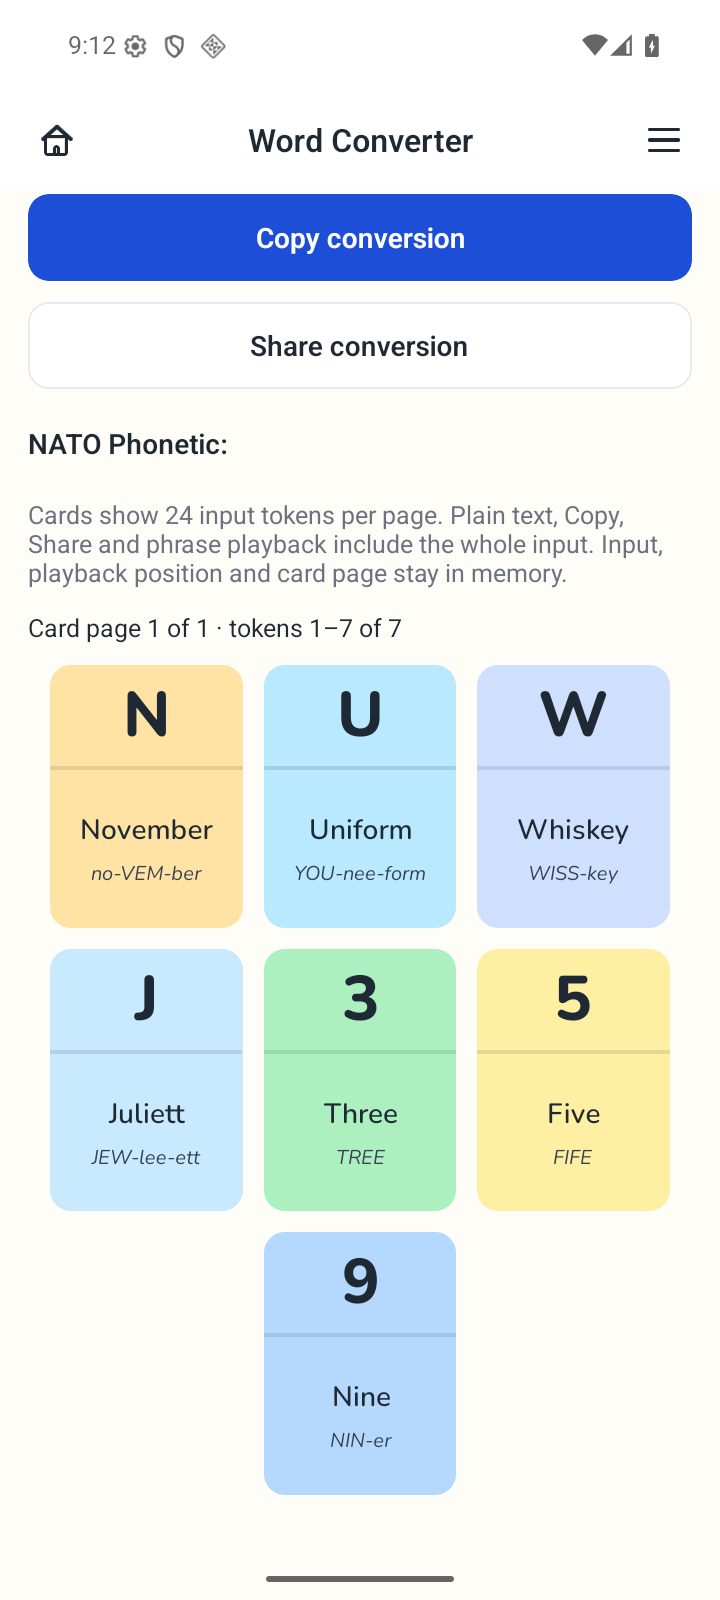 9:12
Word Converter
Copy conversion
Share conversion
NATO Phonetic:
Cards show 24 input tokens per page. Plain text, Copy,
Share and phrase playback include the whole input. Input,
playback position and card page stay in memory.
Card page 1 of 1 · tokens 1–7 of 7
N
November
no-VEM-ber
U
Uniform
YOU-nee-form
W
Whiskey
WISS-key
J
Juliett
JEW-lee-ett
3
Three
TREE
5
Five
FIFE
9
Nine
NIN-er